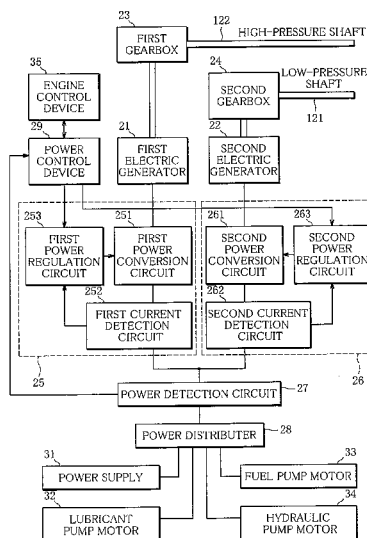 23
122
HIGH-PRESSURE SHAFT
FIRST
GEARBOX
35
24
LOW-PRESSURE
SHAFT
ENGINE
CONTROL
DEVICE
SECOND
GEARBOX
29
21
22
121
POWER
CONTROL
DEVICE
FIRST
ELECTRIC
GENERATOR
SECOND
ELECTRIC
GENERATOR
253
251
261
263
FIRST
POWER
REGULATION
CIRCUIT
FIRST
POWER
CONVERSION
CIRCUIT
SECOND
POWER
CONVERSION
CIRCUIT
SECOND
POWER
REGULATION
CIRCUIT
252
262
FIRST CURRENT
DETECTION
CIRCUIT
SECOND CURRENT
DETECTION
CIRCUIT
25
26
POWER DETECTION CIRCUIT
27
POWER DISTRIBUTER
28
31
33
POWER SUPPLY
FUEL PUMP MOTOR
32
34
LUBRICANT
PUMP MOTOR
HYDRAULIC
PUMP MOTOR